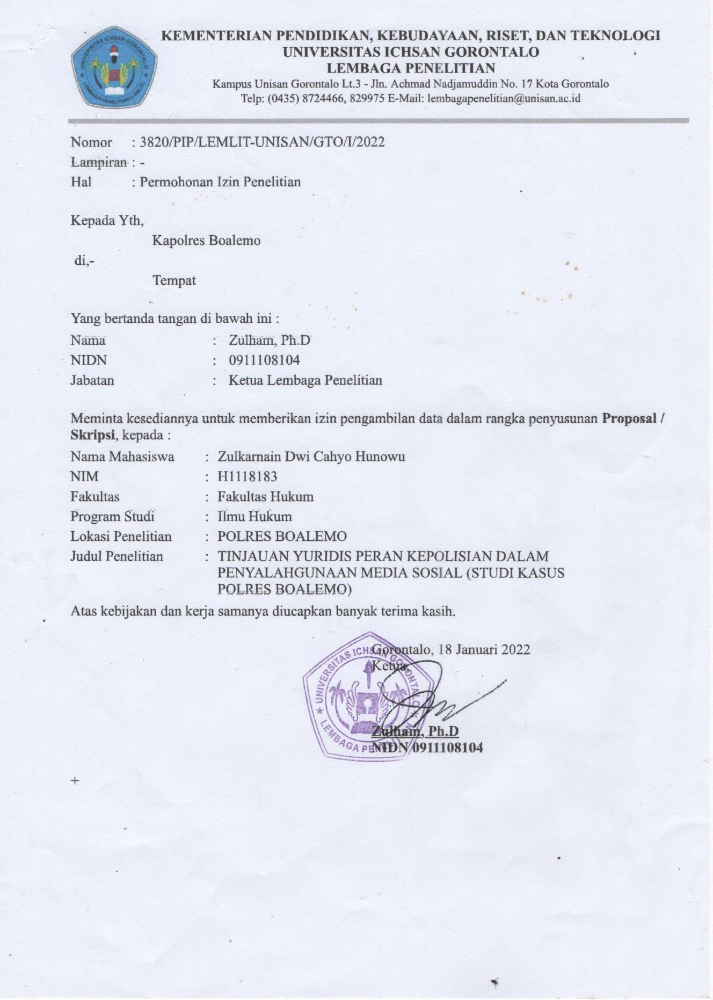 KEMENTERIAN PENDIDIKAN, KEBUDAYAAN, RISET, DAN TEKNOLOGI
UNIVERSITAS ICHSAN GORONTALO
LEMBAGA PENELITIAN
Kampus Unisan Gorontalo Lt.3 - Jln. Achmad Nadjamuddin No. 17 Kota Gorontalo
Telp: (0435) 8724466, 829975 E-Mail: lembagapenelitian@unisan.ac.id
Nomor : 3820/PIP/LEMLIT-UNISAN/GTO/I/2022
Lampiran : -
Hal : Permohonan Izin Penelitian
Kepada Yth,
Kapolres Boalemo
di,-
Tempat
Yang bertanda tangan di bawah ini :
Nama : Zulham, Ph.D
NIDN : 0911108104
Jabatan : Ketua Lembaga Penelitian
Meminta kesediannya untuk memberikan izin pengambilan data dalam rangka penyusunan Proposal /
Skripsi, kepada :
Nama Mahasiswa : Zulkarnain Dwi Cahyo Hunowu
NIM : H1118183
Fakultas : Fakultas Hukum
Program Studi : Ilmu Hukum
Lokasi Penelitian : POLRES BOALEMO
Judul Penelitian : TINJAUAN YURIDIS PERAN KEPOLISIAN DALAM
PENYALAHGUNAAN MEDIA SOSIAL (STUDI KASUS
POLRES BOALEMO)
Atas kebijakan dan kerja samanya diucapkan banyak terima kasih.
Gorontalo, 18 Januari 2022
Ketua,
UNIVERSITAS ICHSAN GORONTALO
LEMBAGA PENELITIAN
Zulham, Ph.D
NIDN 0911108104
+